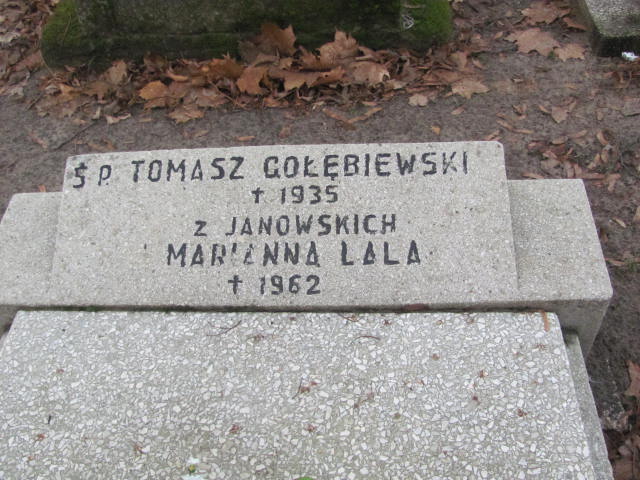 Ś P TOMASZ GOŁĘBIEWSKI
† 1935
Z JANOWSKICH
MARIANNA LALA
† 1962